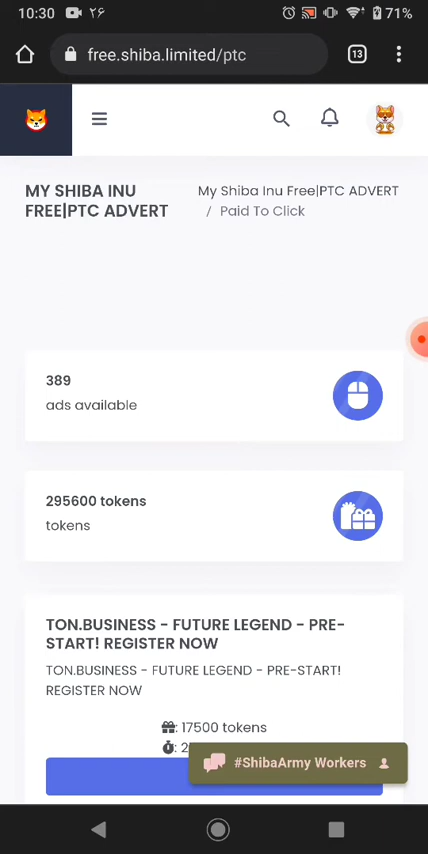 10:30 ۲۶ 71%
free.shiba.limited/ptc 13
MY SHIBA INU
FREE|PTC ADVERT
My Shiba Inu Free|PTC ADVERT
/ Paid To Click
389
ads available
295600 tokens
tokens
TON.BUSINESS - FUTURE LEGEND - PRE-
START! REGISTER NOW
TON.BUSINESS - FUTURE LEGEND - PRE-START!
REGISTER NOW
: 17500 tokens
:
#ShibaArmy Workers